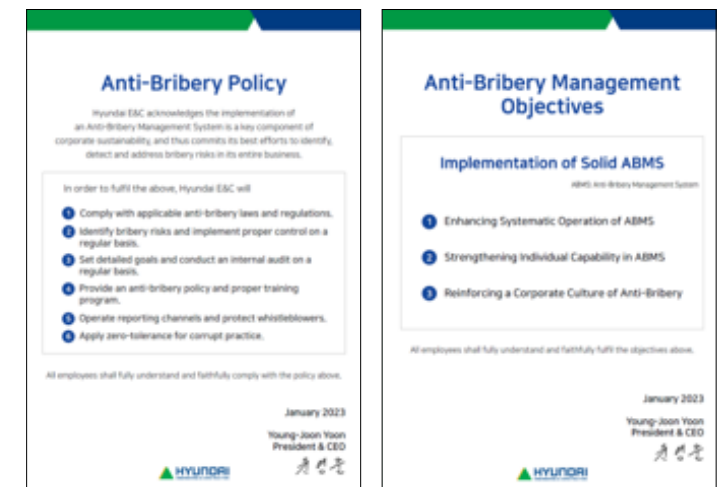 Anti-Bribery Policy
Hyundai E&C acknowledges the implementation of
an Anti-Bribery Management System is a key component of
corporate sustainability, and thus commits its best efforts to identify,
detect and address bribery risks in its entire business.
In order to fulfil the above, Hyundai E&C will
1 Comply with applicable anti-bribery laws and regulations.
2 Identify bribery risks and implement proper control on a
regular basis.
3 Set detailed goals and conduct an internal audit on a
regular basis.
4 Provide an anti-bribery policy and proper training
program.
5 Operate reporting channels and protect whistleblowers.
6 Apply zero-tolerance for corrupt practice.
All employees shall fully understand and faithfully comply with the policy above.
January 2023
Young-Joon Yoon
President & CEO
HYUNDAI
Anti-Bribery Management
Objectives
Implementation of Solid ABMS
ABMS: Anti-Bribery Management System
1 Enhancing Systematic Operation of ABMS
2 Strengthening Individual Capability in ABMS
3 Reinforcing a Corporate Culture of Anti-Bribery
All employees shall fully understand and faithfully fulfil the objectives above.
January 2023
Young-Joon Yoon
President & CEO
HYUNDAI